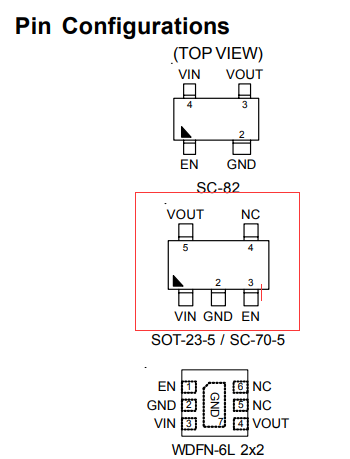 Pin Configurations
(TOP VIEW)
VIN VOUT
4 3
2
EN GND
SC-82
VOUT NC
5 4
2 3
VIN GND EN
SOT-23-5 / SC-70-5
EN 1 6 NC
GND 2 GND 5 NC
VIN 3 7 4 VOUT
WDFN-6L 2x2